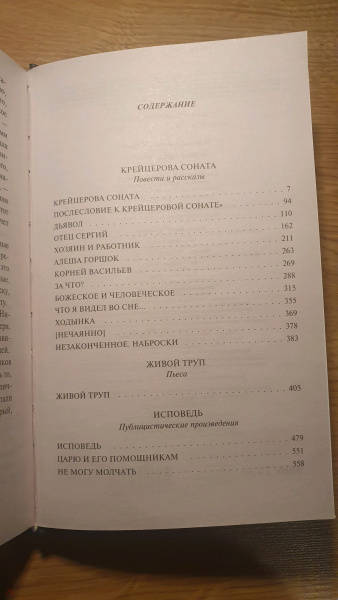 СОДЕРЖАНИЕ
КРЕЙЦЕРОВА СОНАТА
Повести и рассказы
КРЕЙЦЕРОВА СОНАТА 7
ПОСЛЕСЛОВИЕ К КРЕЙЦЕРОВОЙ СОНАТЕ» 94
ДЬЯВОЛ 110
ОТЕЦ СЕРГИЙ 162
ХОЗЯИН И РАБОТНИК 211
АЛЕША ГОРШОК 263
КОРНЕЙ ВАСИЛЬЕВ 269
ЗА ЧТО? 288
БОЖЕСКОЕ И ЧЕЛОВЕЧЕСКОЕ 315
ЧТО Я ВИДЕЛ ВО СНЕ... 355
ХОДЫНКА 369
[НЕЧАЯННО] 378
НЕЗАКОНЧЕННОЕ, НАБРОСКИ 383
ЖИВОЙ ТРУП
Пьеса
ЖИВОЙ ТРУП 405
ИСПОВЕДЬ
Публицистические произведения
ИСПОВЕДЬ 479
ЦАРЮ И ЕГО ПОМОЩНИКАМ 551
НЕ МОГУ МОЛЧАТЬ 558